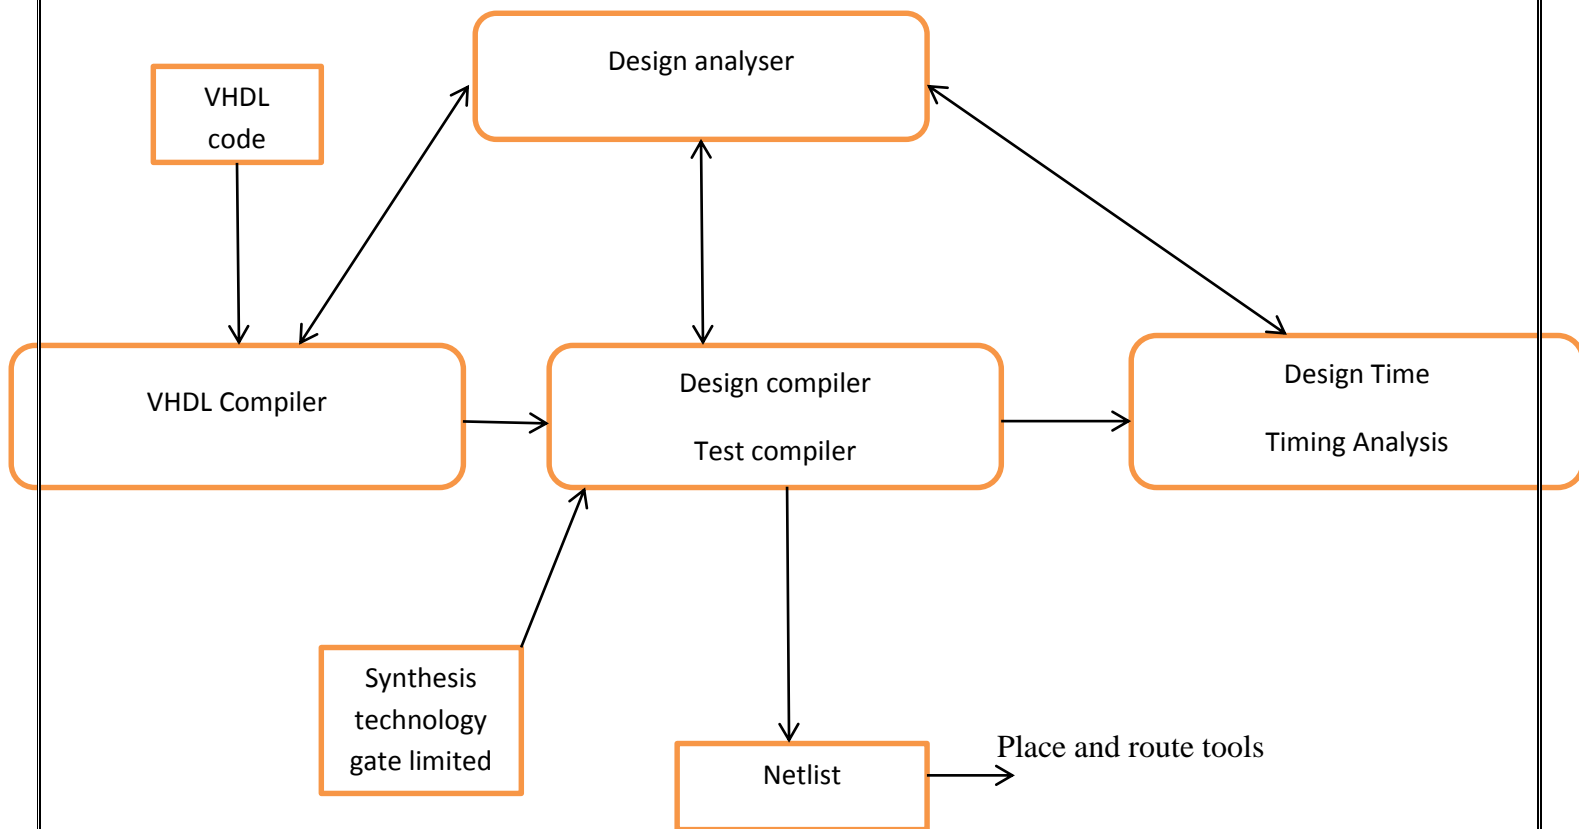 Design analyser
VHDL
code
VHDL Compiler
Design compiler
Test compiler
Design Time
Timing Analysis
Synthesis
technology
gate limited
Netlist
Place and route tools